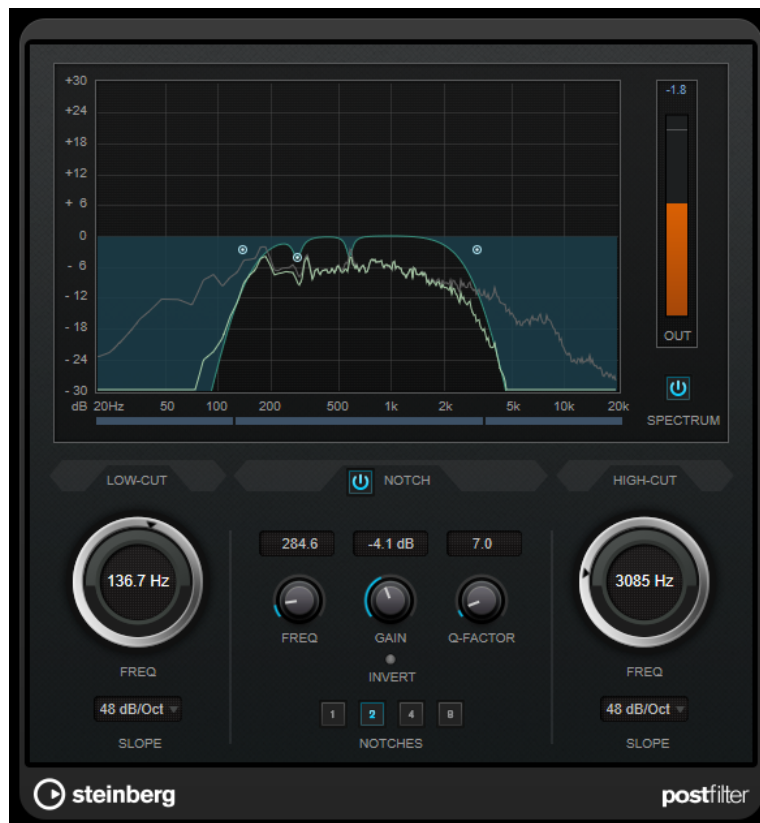 +30
-1.8
+24
+18
+12
+ 6
0
- 6
- 12
- 18
OUT
- 24
- 30
dB 20Hz 50 100 200 500 1k 2k 5k 10k 20k
SPECTRUM
LOW-CUT NOTCH HIGH-CUT
284.6 -4.1 dB 7.0
136.7 Hz 3085 Hz
FREQ GAIN Q-FACTOR
FREQ INVERT FREQ
48 dB/Oct 1 2 4 8 48 dB/Oct
SLOPE NOTCHES SLOPE
steinberg postfilter